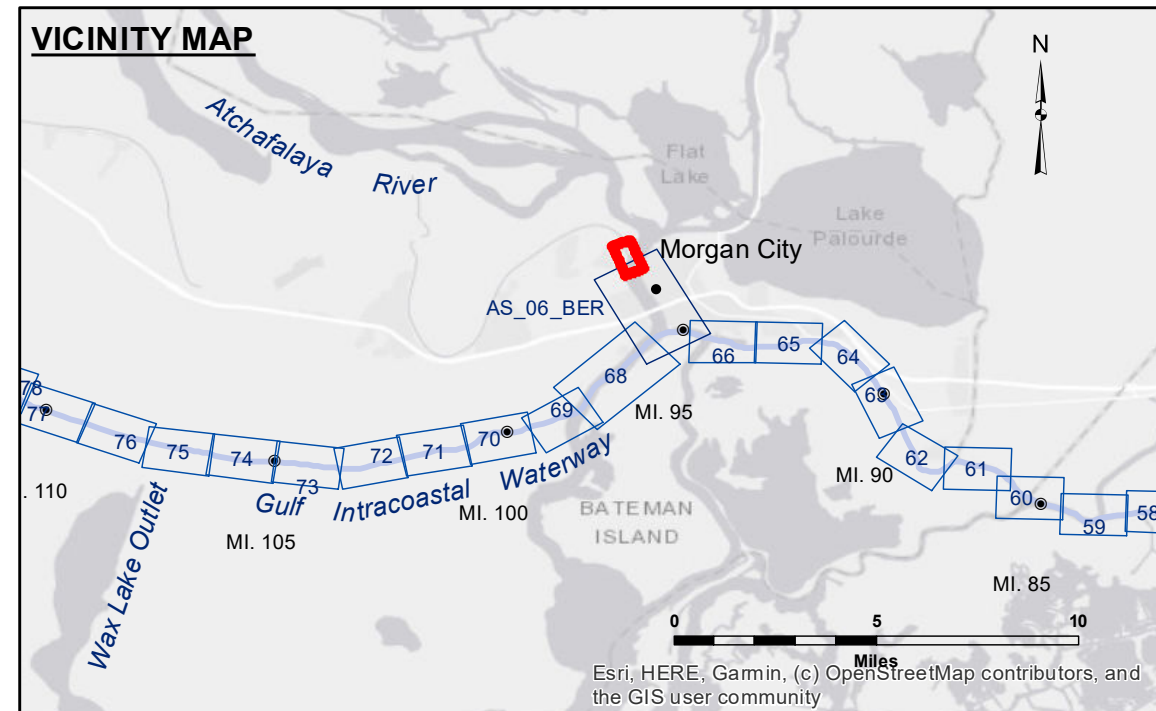 VICINITY MAP
N
Atchafalaya
River
Flat
Lake
Lake
Palourde
Morgan City
AS_06_BER
66
65
64
63
68
MI. 95
69
62
61
78
77
76
75
74
73
72
71
70
MI. 90
60
59
58
Gulf Intracoastal Waterway
. 110
MI. 105
MI. 100
BATEMAN
ISLAND
Wax Lake Outlet
MI. 85
0 5 10
Miles
Esri, HERE, Garmin, (c) OpenStreetMap contributors, and
the GIS user community